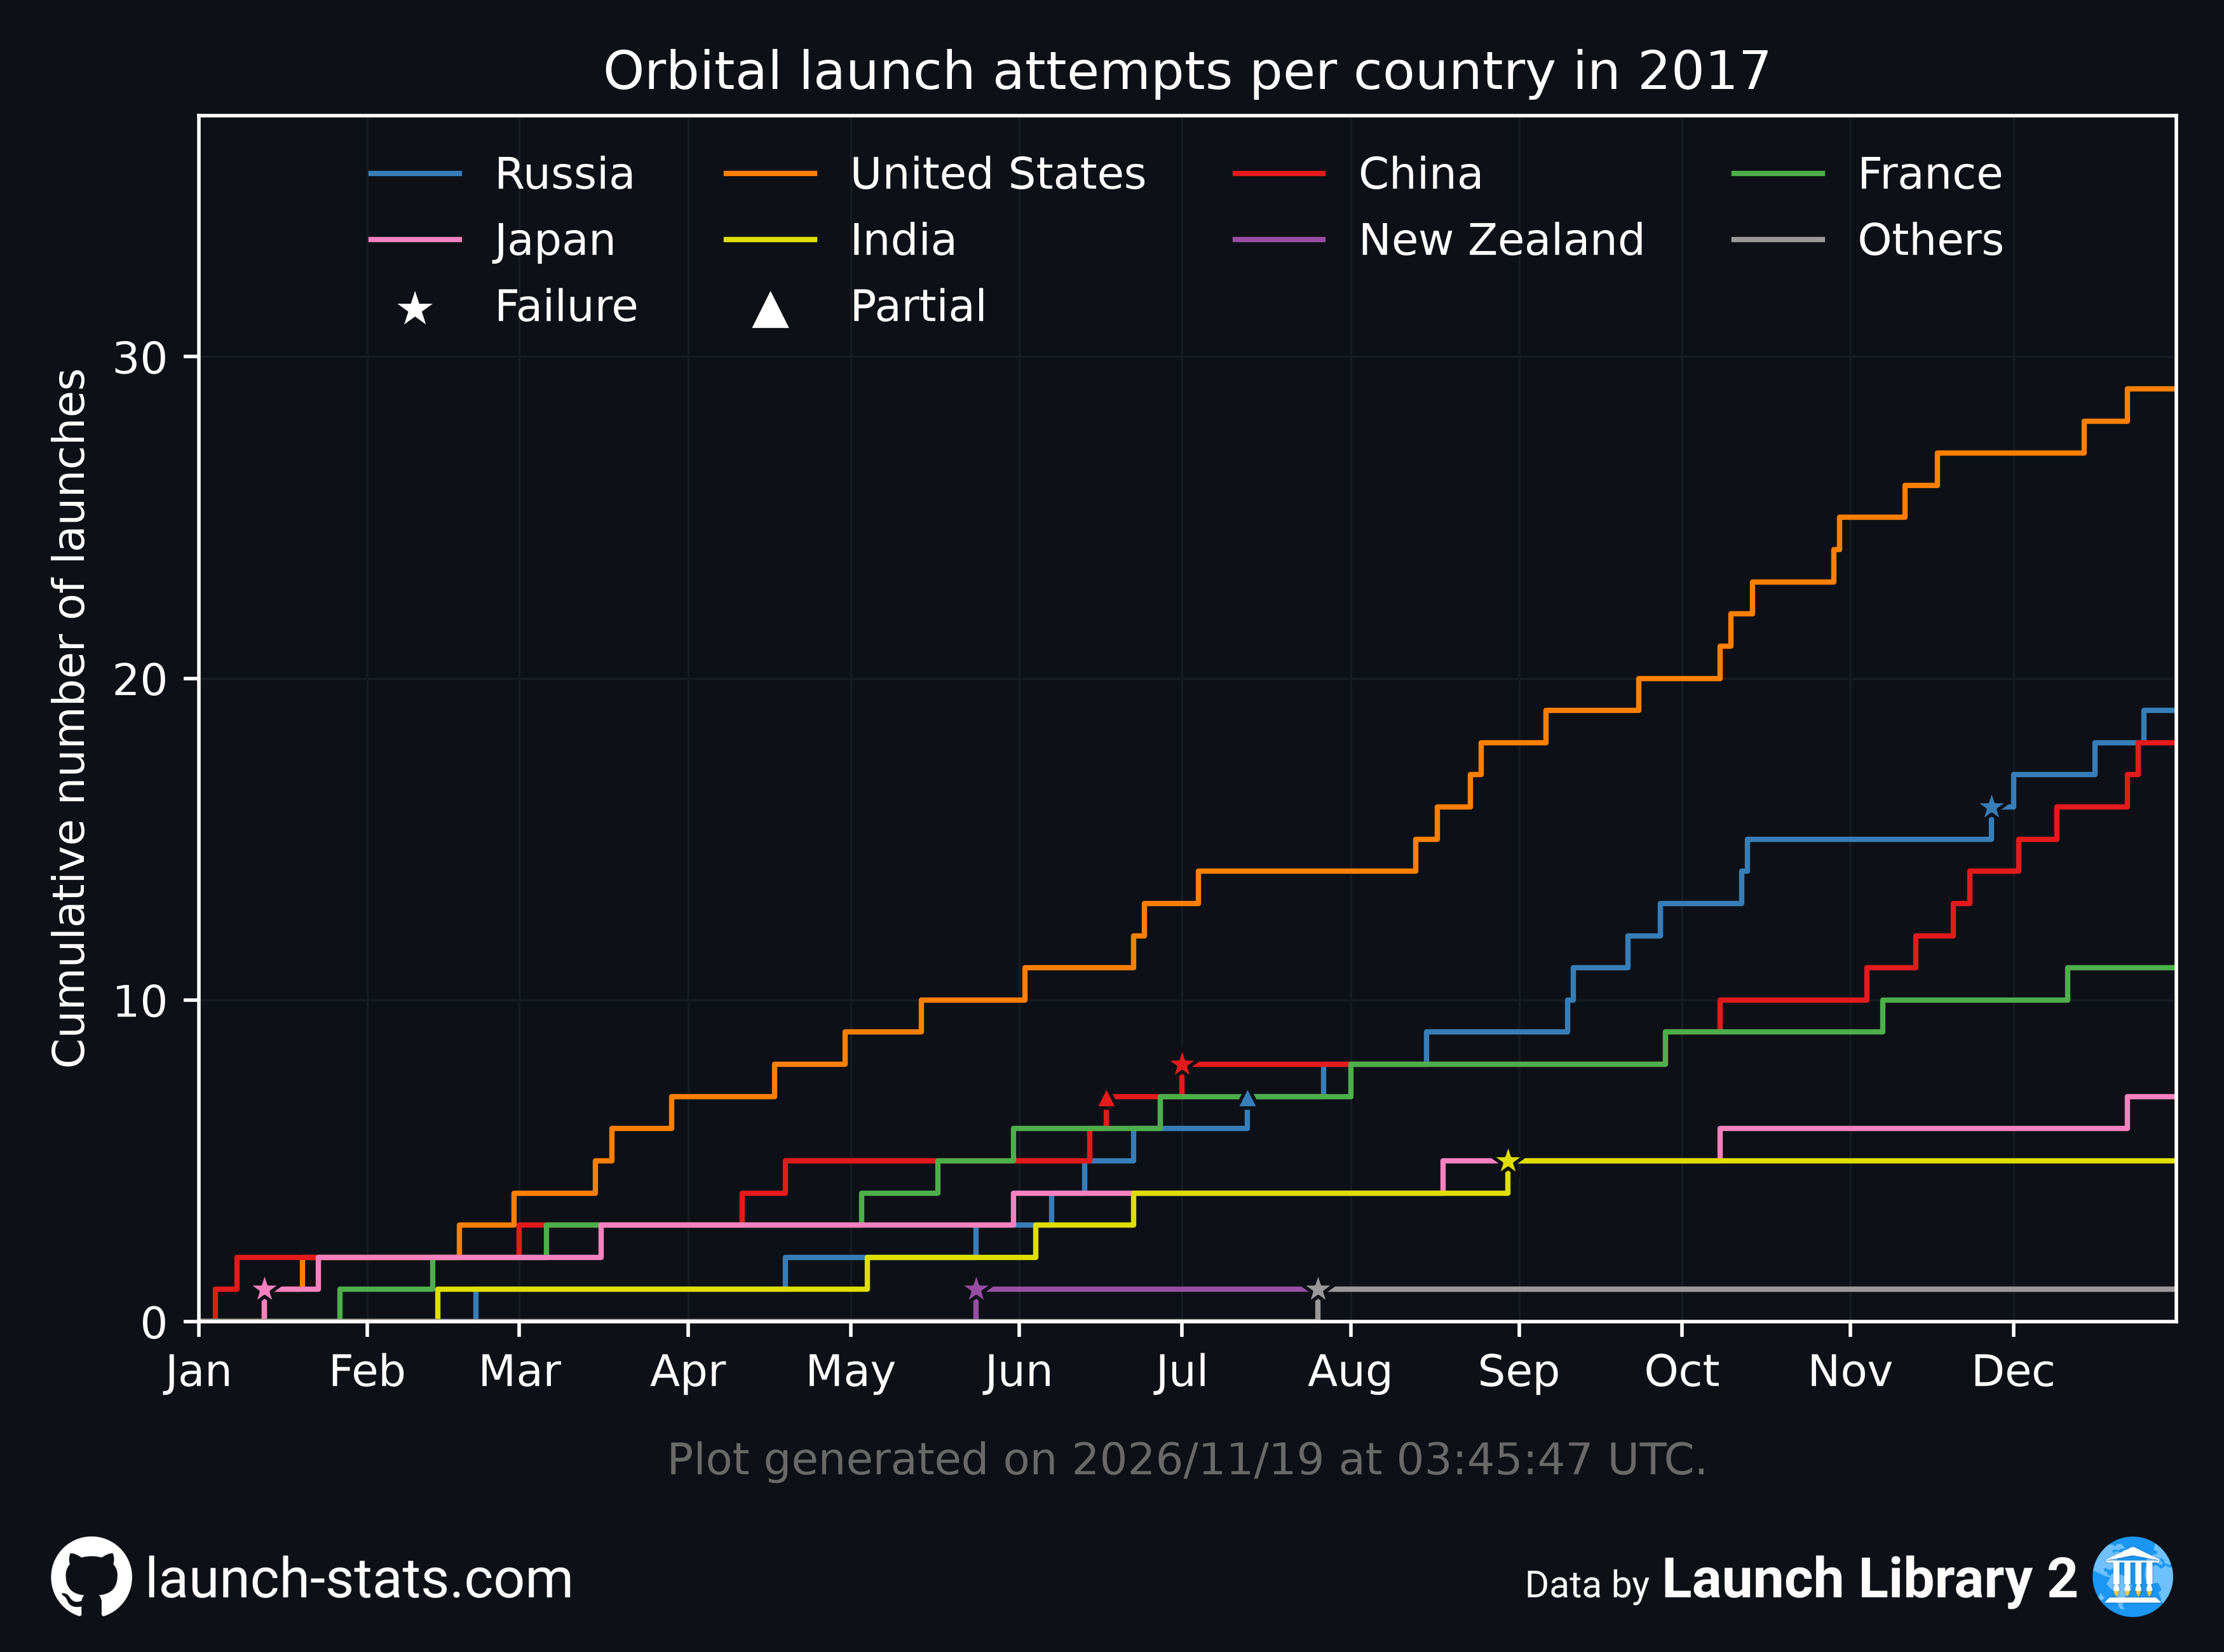 Orbital launch attempts per country in 2017
Russia United States China France
Japan India New Zealand Others
Failure Partial
Cumulative number of launches
30
20
10
0
Jan Feb Mar Apr May Jun Jul Aug Sep Oct Nov Dec
Plot generated on 2026/11/19 at 03:45:47 UTC.
launch-stats.com
Data by Launch Library 2